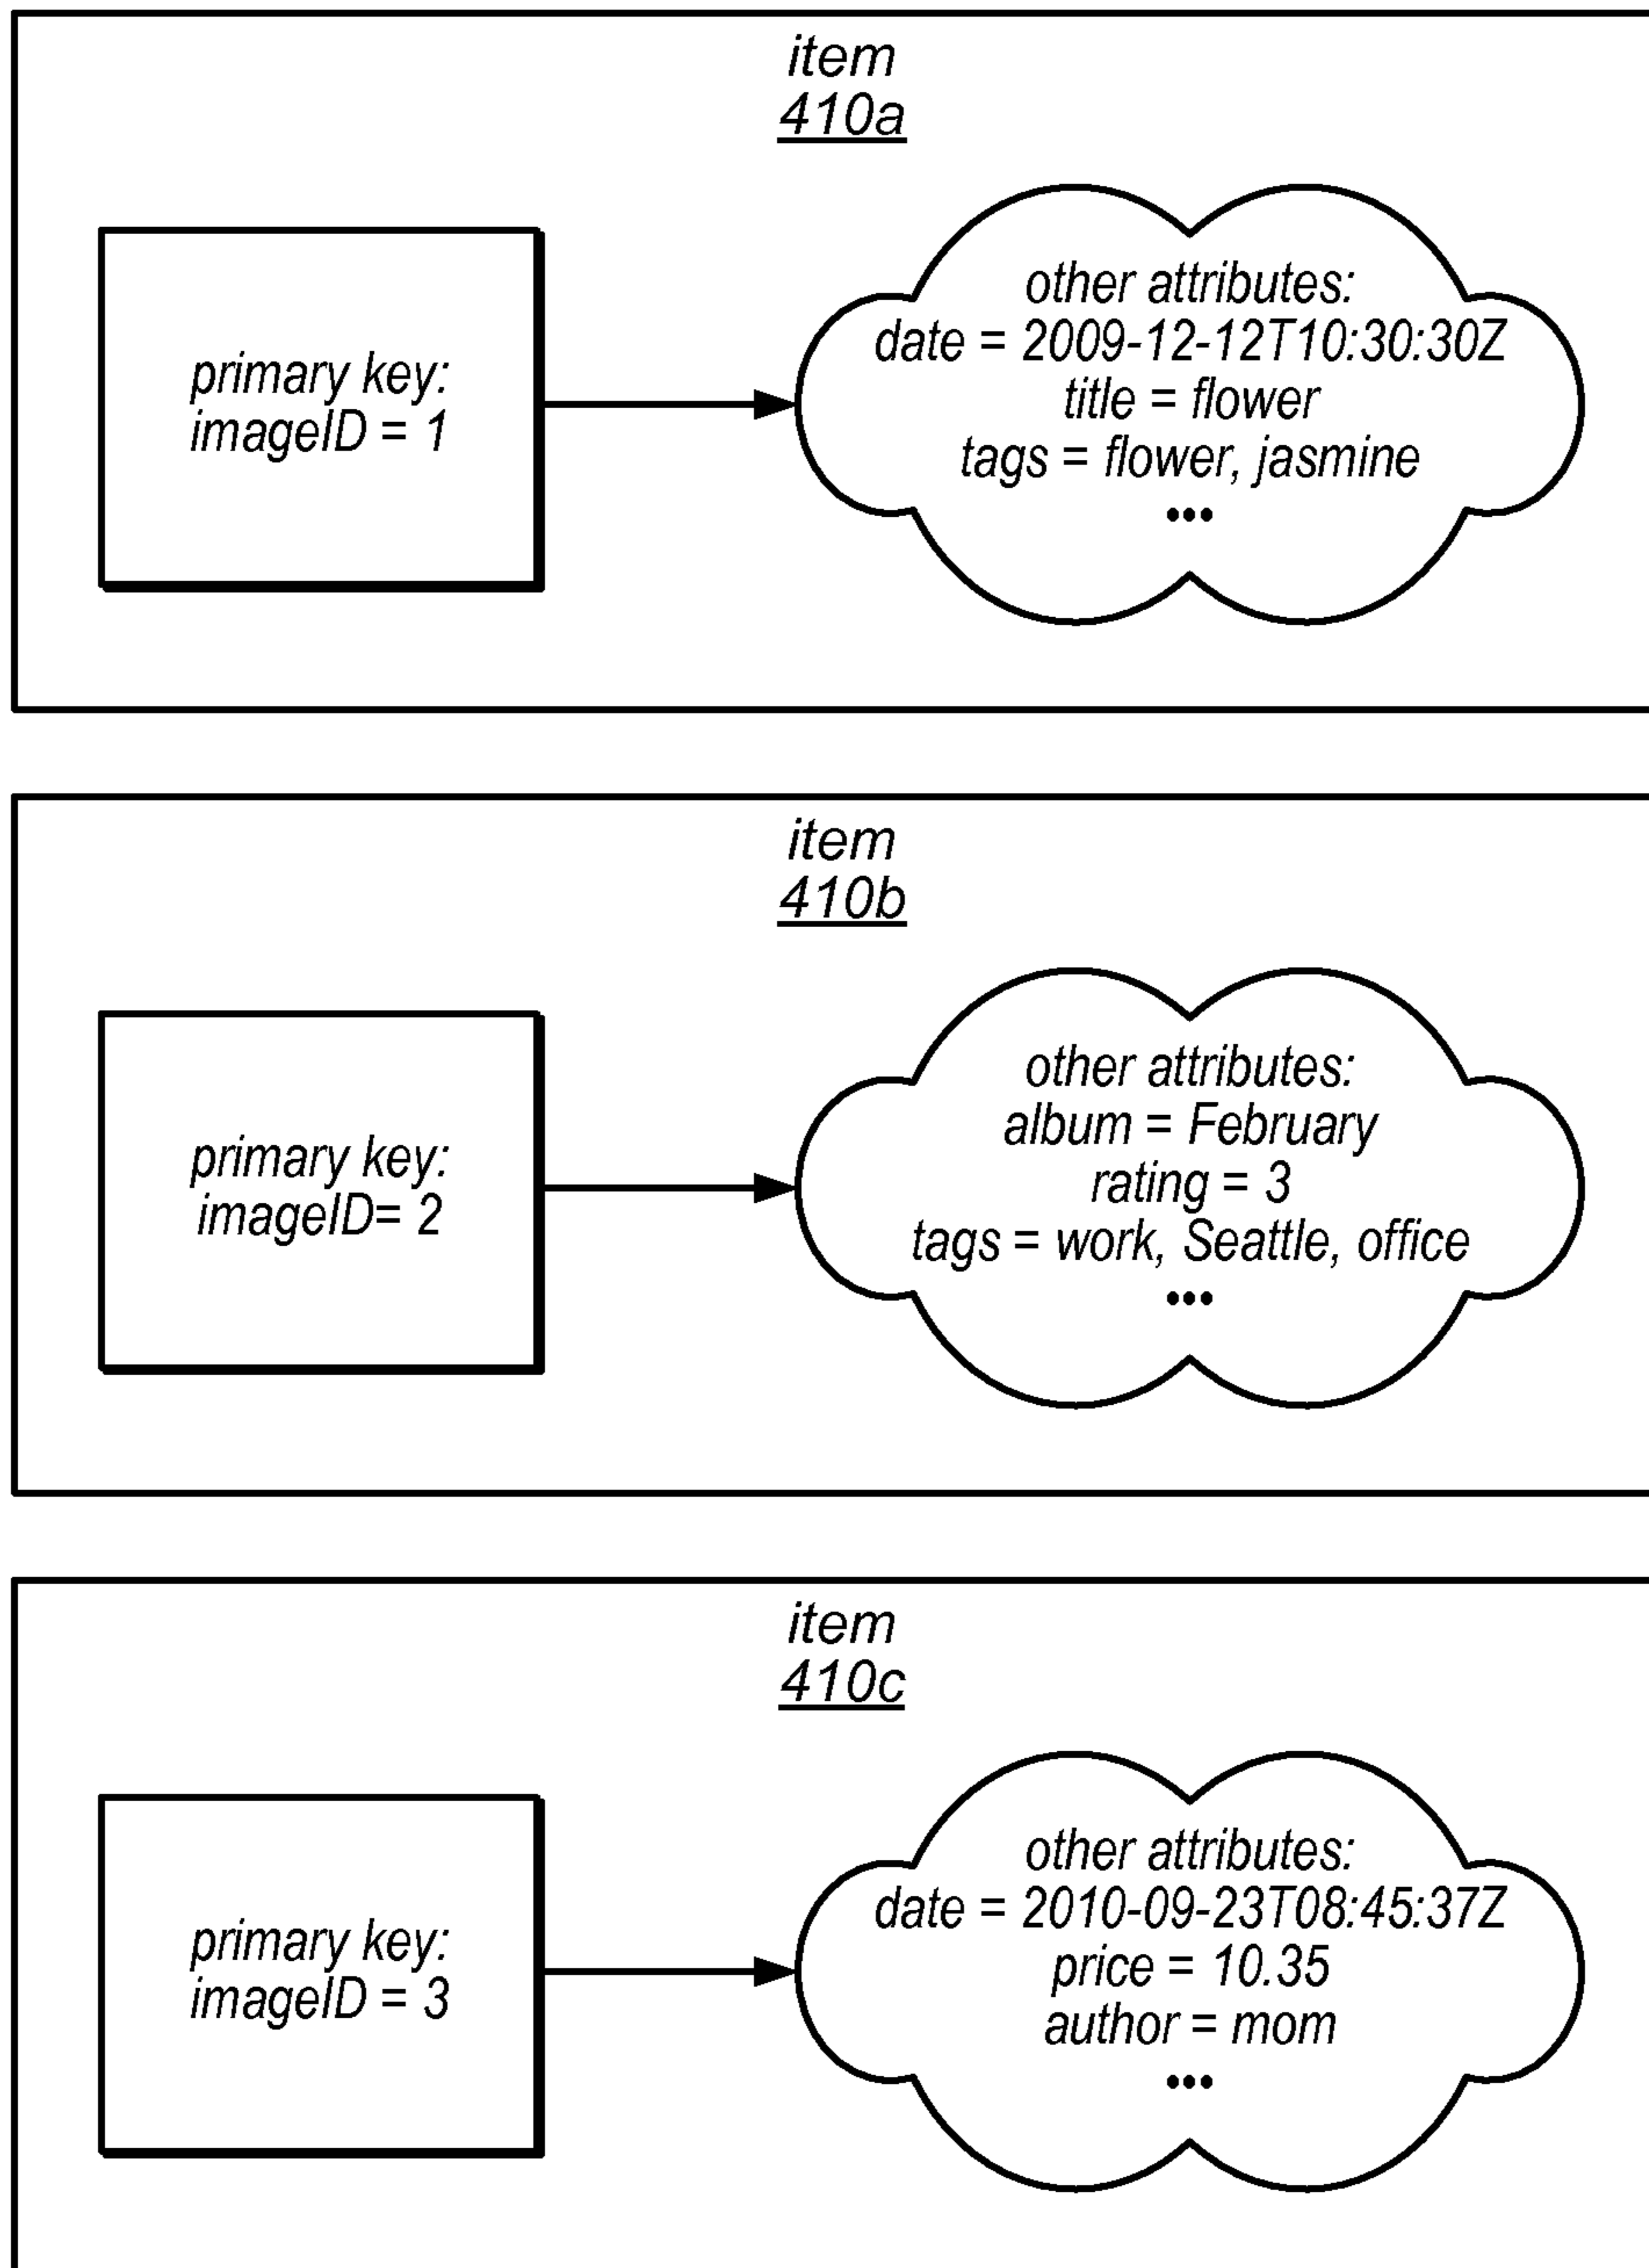 item
410a
primary key:
imageID = 1
other attributes:
date = 2009-12-12T10:30:30Z
title = flower
tags = flower, jasmine
•••
item
410b
primary key:
imageID= 2
other attributes:
album = February
rating = 3
tags = work, Seattle, office
•••
item
410c
primary key:
imageID = 3
other attributes:
date = 2010-09-23T08:45:37Z
price = 10.35
author = mom
•••